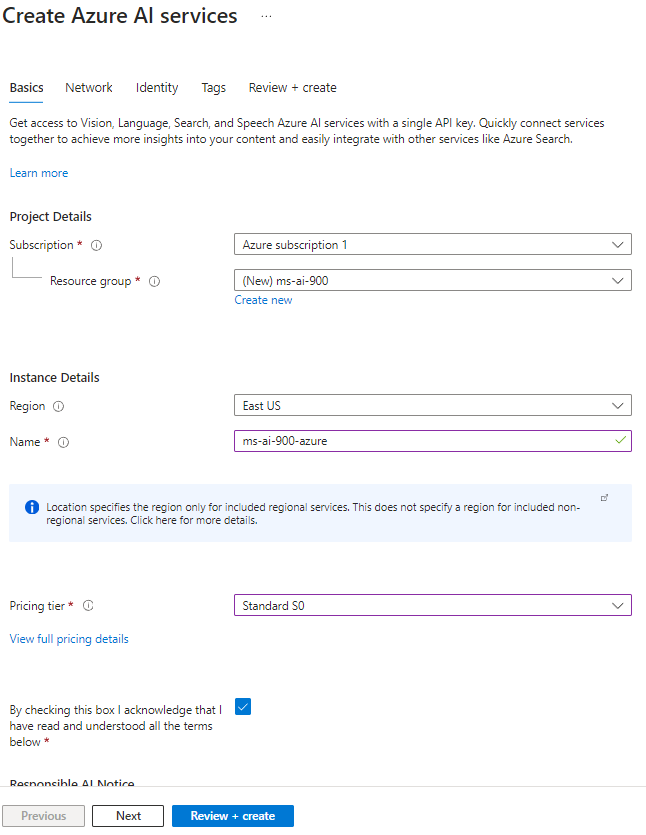 Create Azure AI services ...
Basics Network Identity Tags Review + create
Get access to Vision, Language, Search, and Speech Azure AI services with a single API key. Quickly connect services
together to achieve more insights into your content and easily integrate with other services like Azure Search.
Learn more
Project Details
Subscription * Azure subscription 1
Resource group * (New) ms-ai-900
Create new
Instance Details
Region East US
Name * ms-ai-900-azure
Location specifies the region only for included regional services. This does not specify a region for included non-
regional services. Click here for more details.
Pricing tier * Standard S0
View full pricing details
By checking this box I acknowledge that I
have read and understood all the terms
below *
Responsible AI Notice
Previous Next Review + create